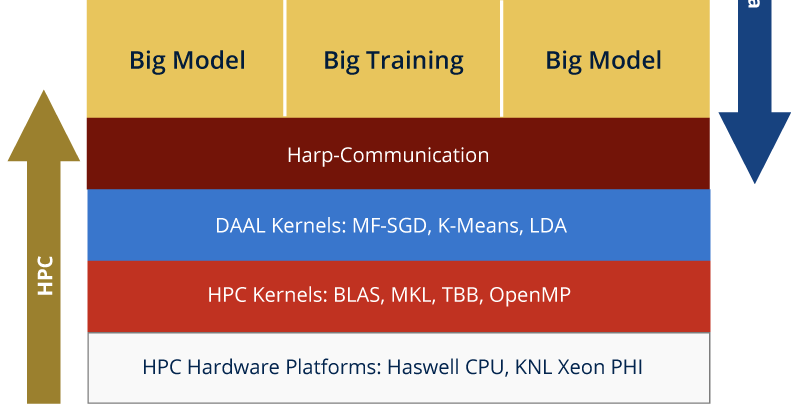 Big Model
Big Training
Big Model
Harp-Communication
DAAL Kernels: MF-SGD, K-Means, LDA
HPC
HPC Kernels: BLAS, MKL, TBB, OpenMP
HPC Hardware Platforms: Haswell CPU, KNL Xeon PHI